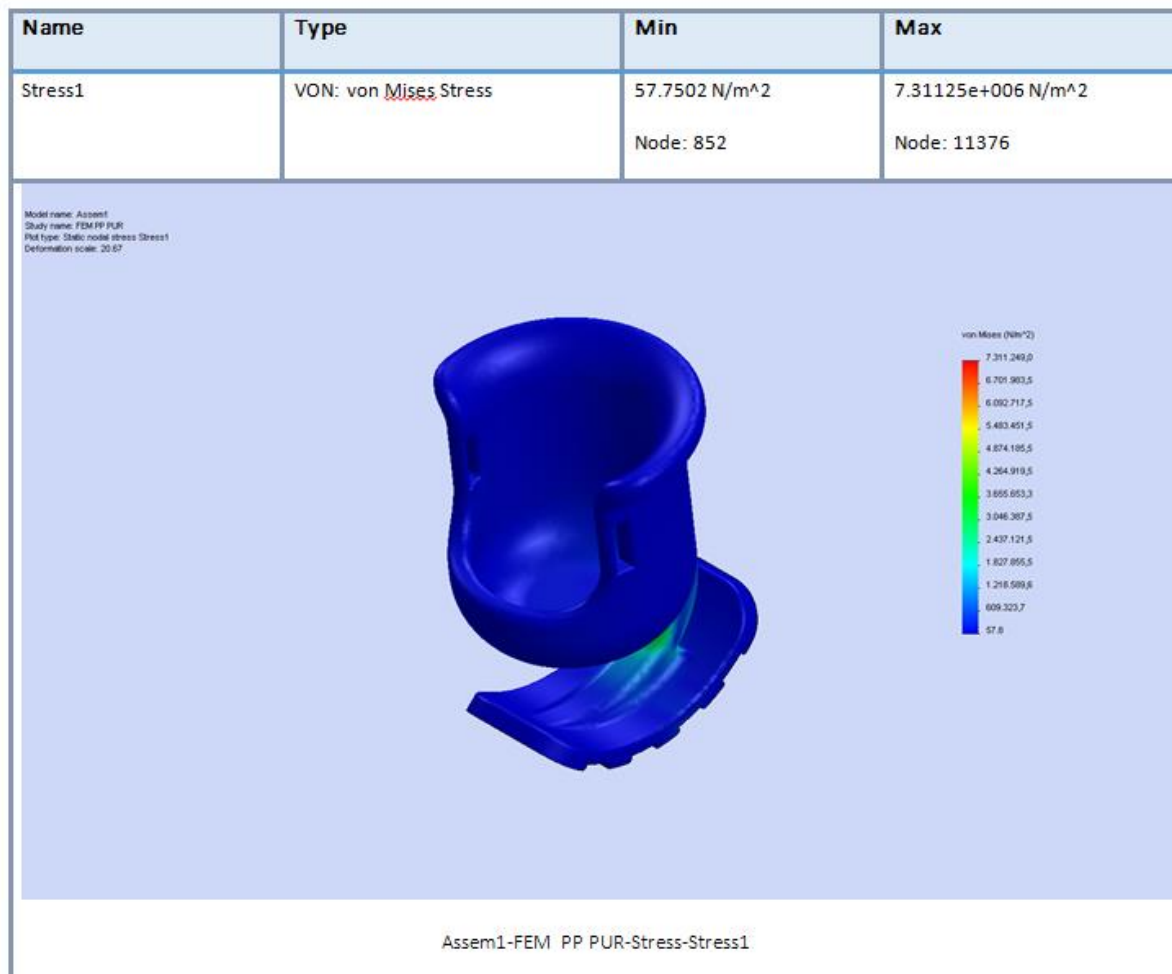 Name Type Min Max
Stress1 VON: von Mises Stress 57.7502 N/m^2 7.31125e+006 N/m^2
Node: 852 Node: 11376
Model name: Assem1
Study name: FEM PP PUR
Plot type: Static nodal stress Stress1
Deformation scale: 20.67
von Mises (N/m^2)
7.311.249,0
6.701.983,5
6.092.717,5
5.483.451,5
4.874.185,5
4.264.919,5
3.655.653,3
3.046.387,5
2.437.121,5
1.827.855,5
1.218.589,6
609.323,7
57.8
Assem1-FEM PP PUR-Stress-Stress1